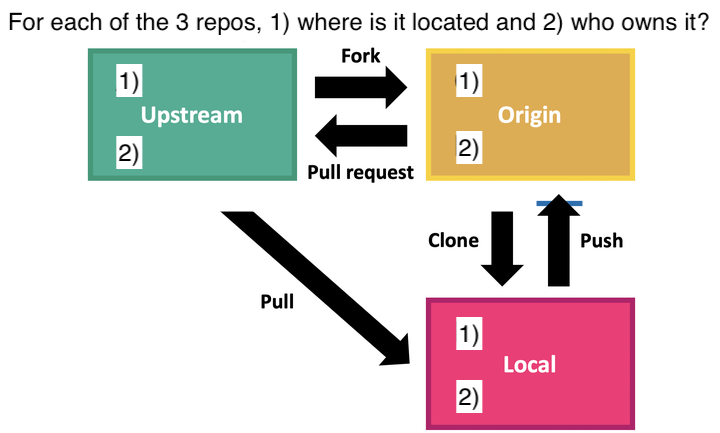 For each of the 3 repos, 1) where is it located and 2) who owns it?
Fork
1)
Upstream
2)
1)
Origin
2)
Pull request
Clone
Push
Pull
1)
Local
2)